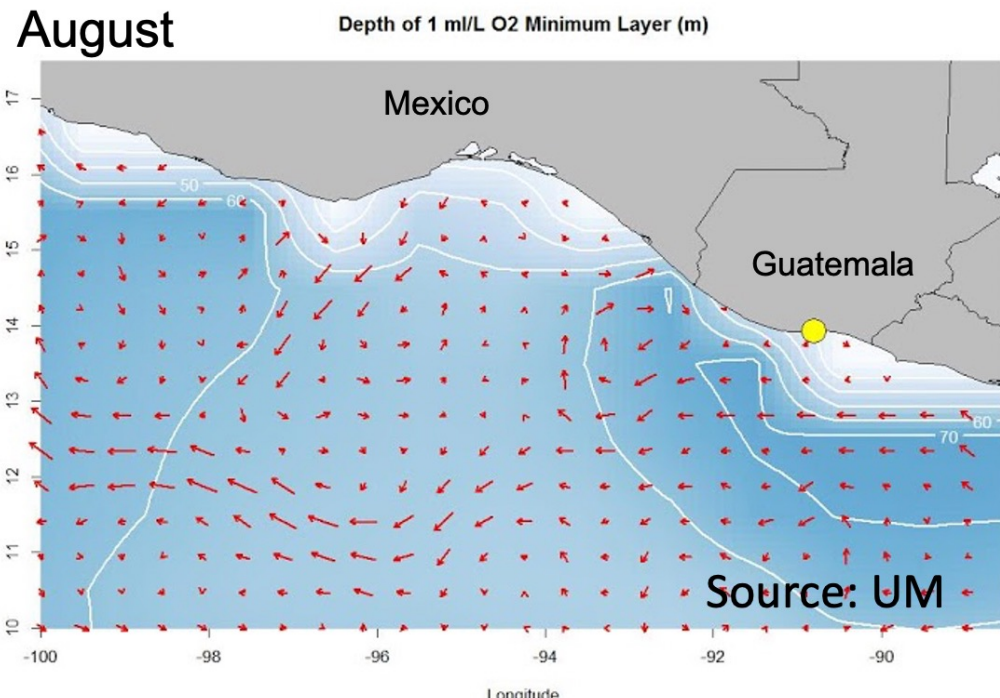 August
Depth of 1 ml/L O2 Minimum Layer (m)
Mexico
Guatemala
17
16
15
14
13
12
11
10
50
60
60
70
Source: UM
-100 -98 -96 -94 -92 -90
Longitude